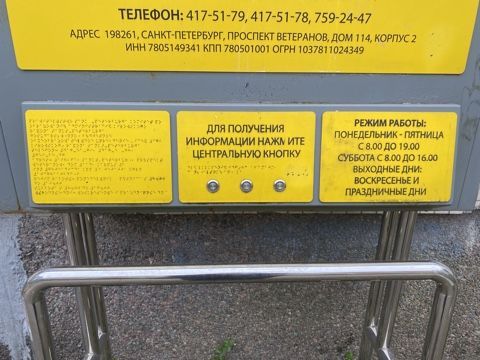 ТЕЛЕФОН: 417-51-79, 417-51-78, 759-24-47
АДРЕС 198261, САНКТ-ПЕТЕРБУРГ, ПРОСПЕКТ ВЕТЕРАНОВ, ДОМ 114, КОРПУС 2
ИНН 7805149341 КПП 780501001 ОГРН 1037811024349
ДЛЯ ПОЛУЧЕНИЯ
ИНФОРМАЦИИ НАЖМ ИТЕ
ЦЕНТРАЛЬНУЮ КНОПКУ
РЕЖИМ РАБОТЫ:
ПОНЕДЕЛЬНИК - ПЯТНИЦА
С 8.00 ДО 19.00
СУББОТА С 8.00 ДО 16.00
ВЫХОДНЫЕ ДНИ:
ВОСКРЕСЕНЬЕ И
ПРАЗДНИЧНЫЕ ДНИ